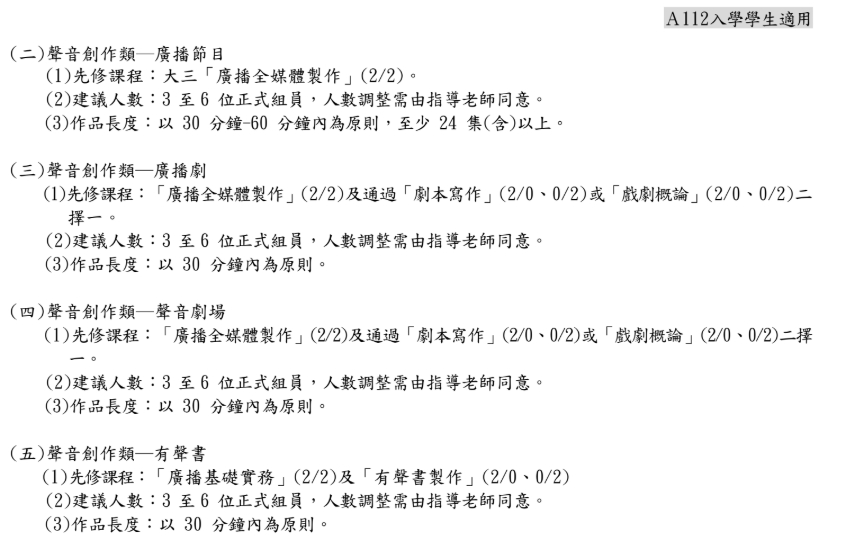 A112入學學生適用
(二)聲音創作類—廣播節目
(1)先修課程：大三「廣播全媒體製作」(2/2)。
(2)建議人數：3 至 6 位正式組員，人數調整需由指導老師同意。
(3)作品長度：以 30 分鐘-60 分鐘內為原則，至少 24 集(含)以上。
(三)聲音創作類—廣播劇
(1)先修課程：「廣播全媒體製作」(2/2)及通過「劇本寫作」(2/0、0/2)或「戲劇概論」(2/0、0/2)二
擇一。
(2)建議人數：3 至 6 位正式組員，人數調整需由指導老師同意。
(3)作品長度：以 30 分鐘內為原則。
(四)聲音創作類—聲音劇場
(1)先修課程：「廣播全媒體製作」(2/2)及通過「劇本寫作」(2/0、0/2)或「戲劇概論」(2/0、0/2)二擇
一。
(2)建議人數：3 至 6 位正式組員，人數調整需由指導老師同意。
(3)作品長度：以 30 分鐘內為原則。
(五)聲音創作類—有聲書
(1)先修課程：「廣播基礎實務」(2/2)及「有聲書製作」(2/0、0/2)
(2)建議人數：3 至 6 位正式組員，人數調整需由指導老師同意。
(3)作品長度：以 30 分鐘內為原則。